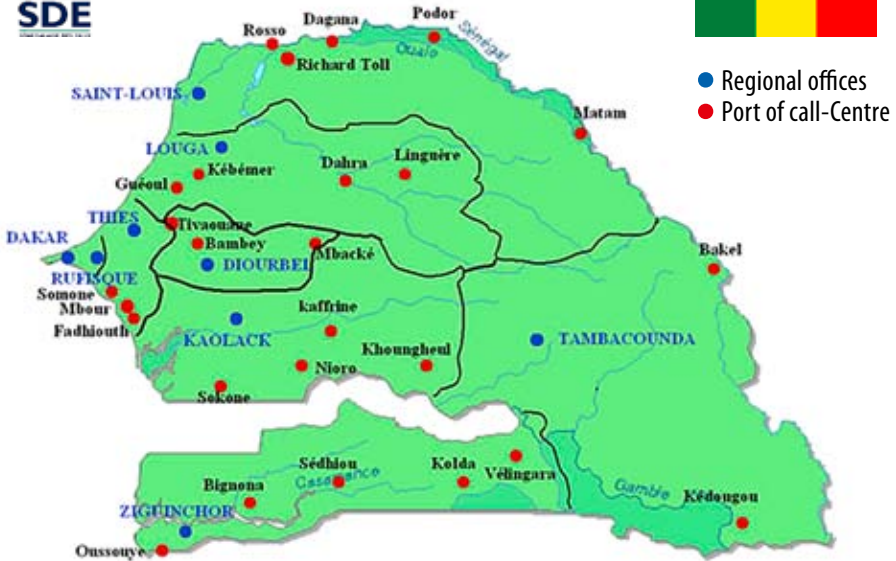 SDE
Regional offices
Port of call-Centre
Podor
Dagana
Rosso
Sénégal
Oualo
Richard Toll
SAINT-LOUIS
Matam
LOUGA
Kébémer
Dahra
Linguère
Guéoul
THIES
Tivaouane
DAKAR
Bambey
Mbacké
Bakel
DIOURBEL
RUFISQUE
Somone
Mbour
kaffrine
Fadhiouth
KAOLACK
TAMBACOUNDA
Khoungheul
Nioro
Sokone
Sédhiou
Kolda
Vélingara
Casamance
Bignona
Gambie
Kédougou
ZIGUINCHOR
Oussouye